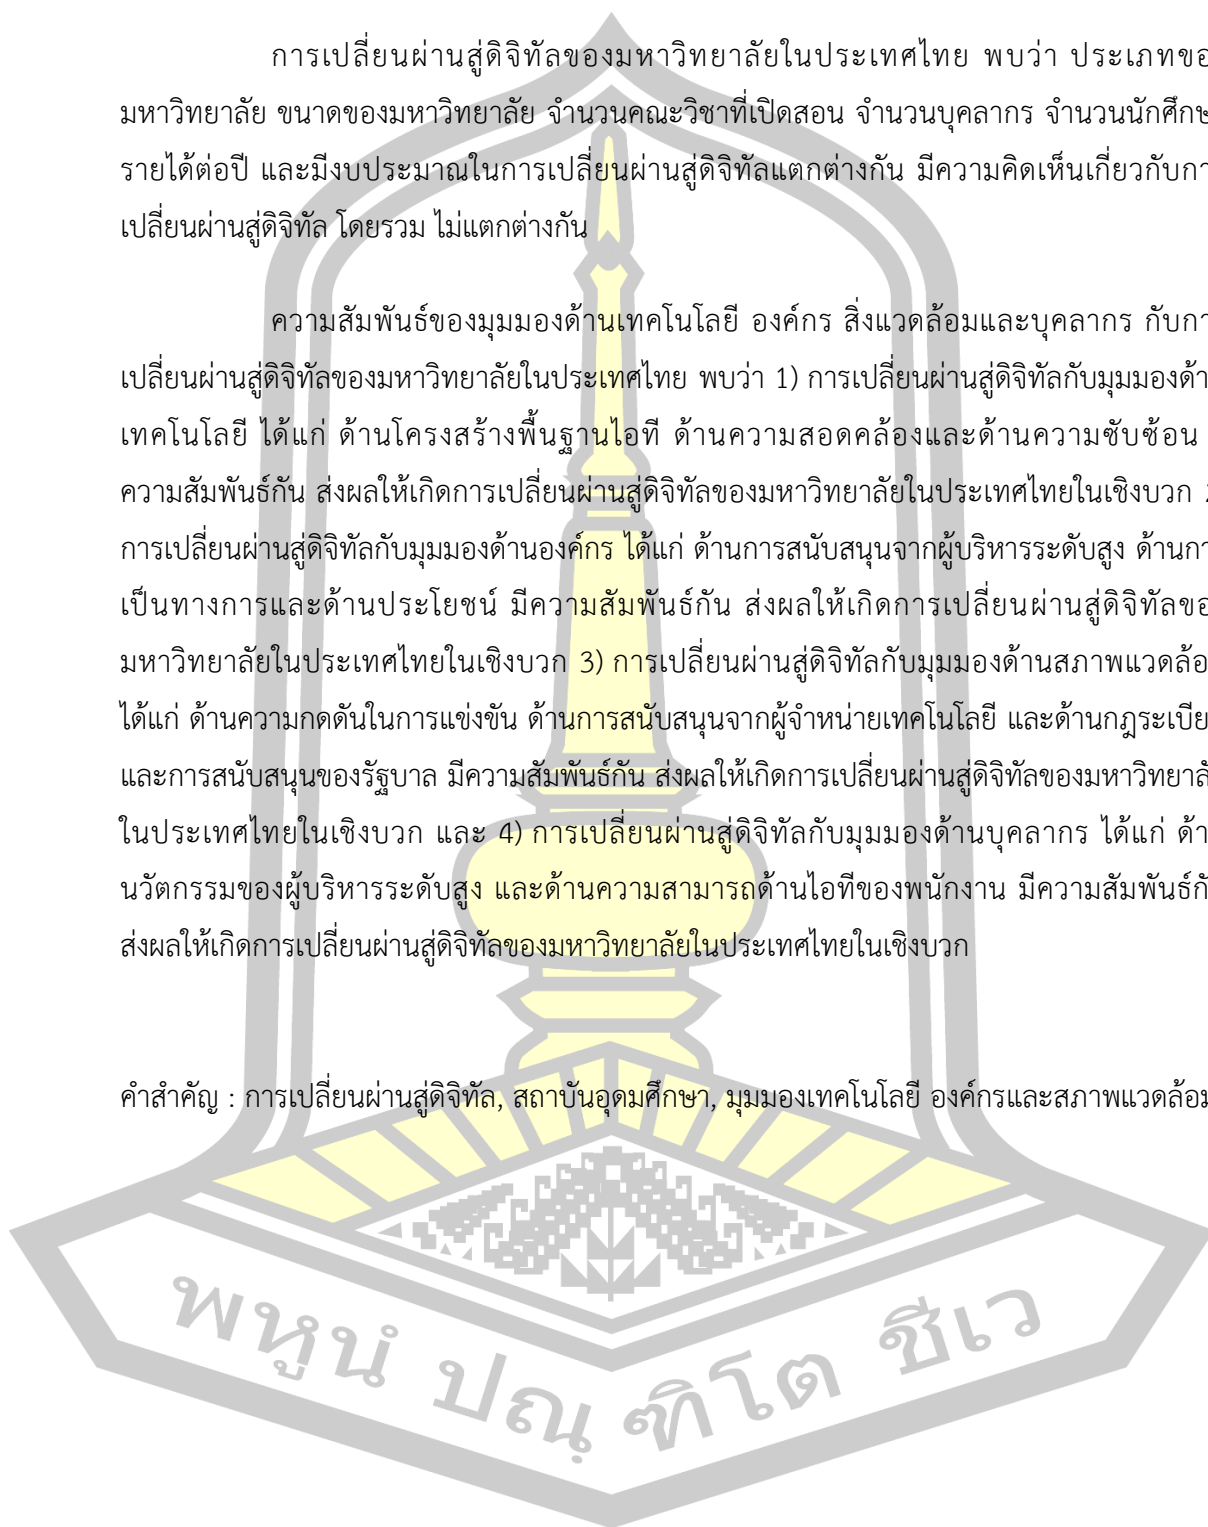 การเปลี่ยนผ่านสู่ดิจิทัลของมหาวิทยาลัยในประเทศไทย พบว่า ประเภทขอ
มหาวิทยาลัย ขนาดของมหาวิทยาลัย จำนวนคณะวิชาที่เปิดสอน จำนวนบุคลากร จำนวนนักศึกษ
รายได้ต่อปี และมีงบประมาณในการเปลี่ยนผ่านสู่ดิจิทัลแตกต่างกัน มีความคิดเห็นเกี่ยวกับกา
เปลี่ยนผ่านสู่ดิจิทัล โดยรวม ไม่แตกต่างกัน
ความสัมพันธ์ของมุมมองด้านเทคโนโลยี องค์กร สิ่งแวดล้อมและบุคลากร กับกา
เปลี่ยนผ่านสู่ดิจิทัลของมหาวิทยาลัยในประเทศไทย พบว่า 1) การเปลี่ยนผ่านสู่ดิจิทัลกับมุมมองด้า
เทคโนโลยี ได้แก่ ด้านโครงสร้างพื้นฐานไอที ด้านความสอดคล้องและด้านความซับซ้อน
ความสัมพันธ์กัน ส่งผลให้เกิดการเปลี่ยนผ่านสู่ดิจิทัลของมหาวิทยาลัยในประเทศไทยในเชิงบวก 2
การเปลี่ยนผ่านสู่ดิจิทัลกับมุมมองด้านองค์กร ได้แก่ ด้านการสนับสนุนจากผู้บริหารระดับสูง ด้านกา
เป็นทางการและด้านประโยชน์ มีความสัมพันธ์กัน ส่งผลให้เกิดการเปลี่ยนผ่านสู่ดิจิทัลขอ
มหาวิทยาลัยในประเทศไทยในเชิงบวก 3) การเปลี่ยนผ่านสู่ดิจิทัลกับมุมมองด้านสภาพแวดล้อ
ได้แก่ ด้านความกดดันในการแข่งขัน ด้านการสนับสนุนจากผู้จำหน่ายเทคโนโลยี และด้านกฎระเบีย
และการสนับสนุนของรัฐบาล มีความสัมพันธ์กัน ส่งผลให้เกิดการเปลี่ยนผ่านสู่ดิจิทัลของมหาวิทยาลั
ในประเทศไทยในเชิงบวก และ 4) การเปลี่ยนผ่านสู่ดิจิทัลกับมุมมองด้านบุคลากร ได้แก่ ด้า
นวัตกรรมของผู้บริหารระดับสูง และด้านความสามารถด้านไอทีของพนักงาน มีความสัมพันธ์กั
ส่งผลให้เกิดการเปลี่ยนผ่านสู่ดิจิทัลของมหาวิทยาลัยในประเทศไทยในเชิงบวก
คำสำคัญ : การเปลี่ยนผ่านสู่ดิจิทัล, สถาบันอุดมศึกษา, มุมมองเทคโนโลยี องค์กรและสภาพแวดล้อม
พหูนํ ปณฺฑิโต ชีเว